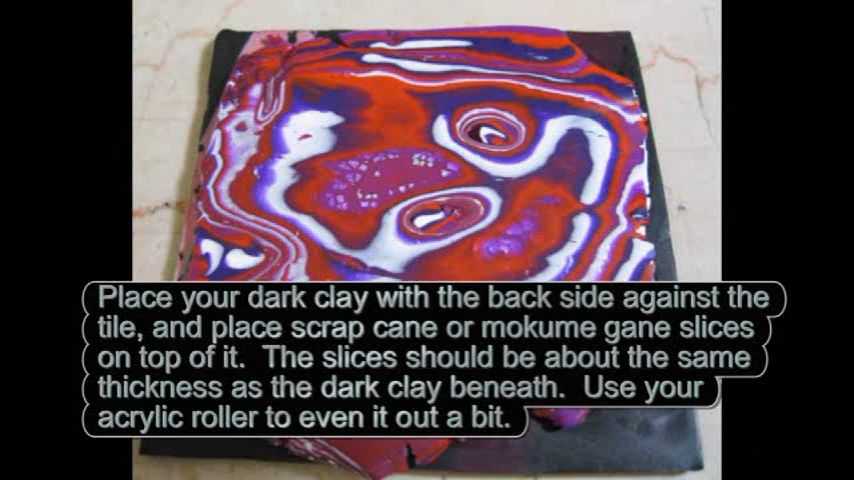 Place your dark clay with the back side against the
tile, and place scrap cane or mokume gane slices
on top of it.  The slices should be about the same
thickness as the dark clay beneath.  Use your
acrylic roller to even it out a bit.